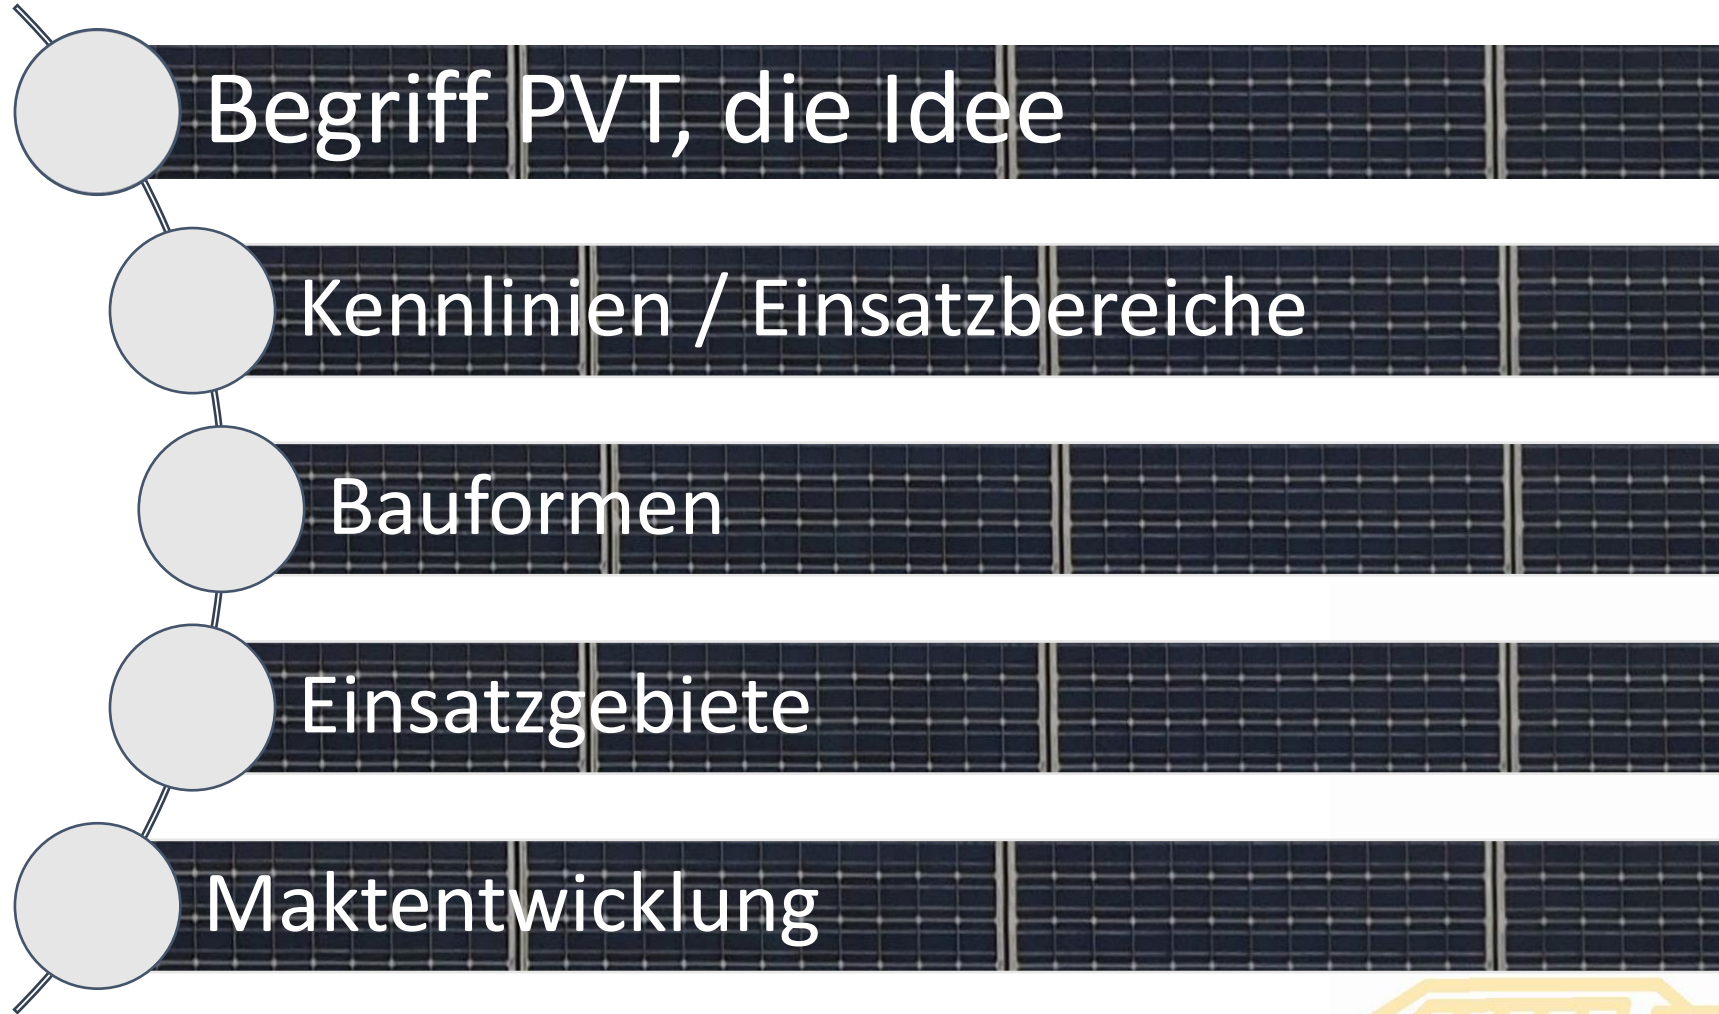 Begriff PVT, die Idee
Kennlinien / Einsatzbereiche
Bauformen
Einsatzgebiete
Maktentwicklung